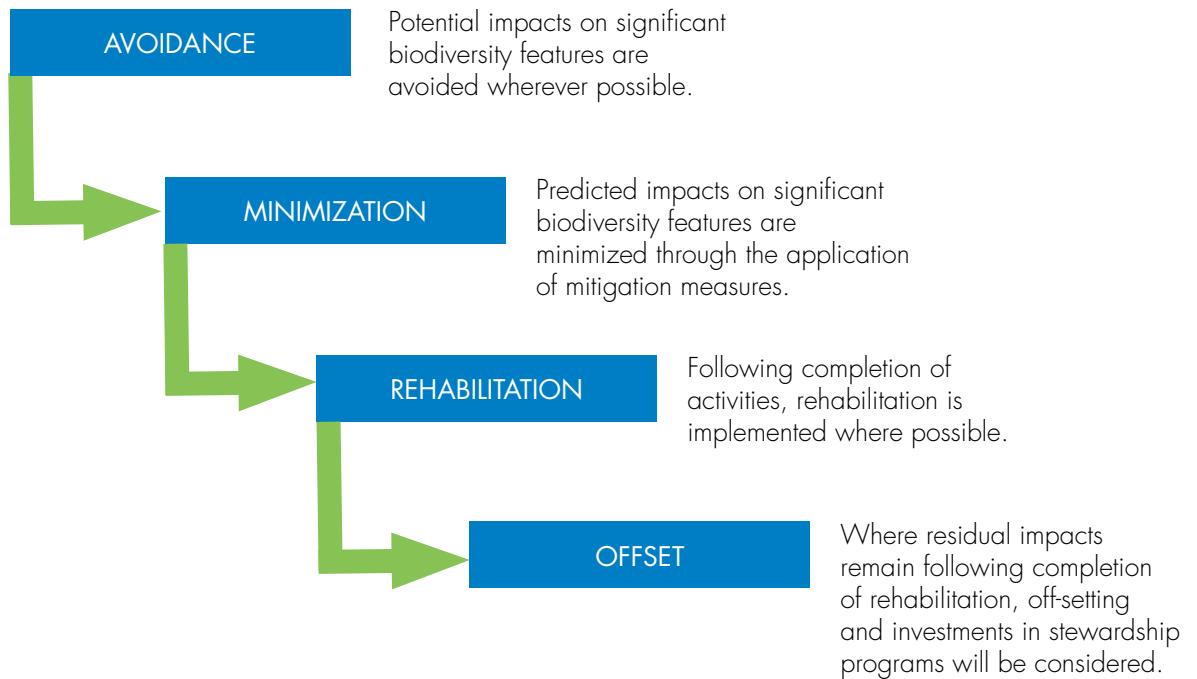 AVOIDANCE
Potential impacts on significant
biodiversity features are
avoided wherever possible.
MINIMIZATION
Predicted impacts on significant
biodiversity features are
minimized through the application
of mitigation measures.
REHABILITATION
Following completion of
activities, rehabilitation is
implemented where possible.
OFFSET
Where residual impacts
remain following completion
of rehabilitation, off-setting
and investments in stewardship
programs will be considered.